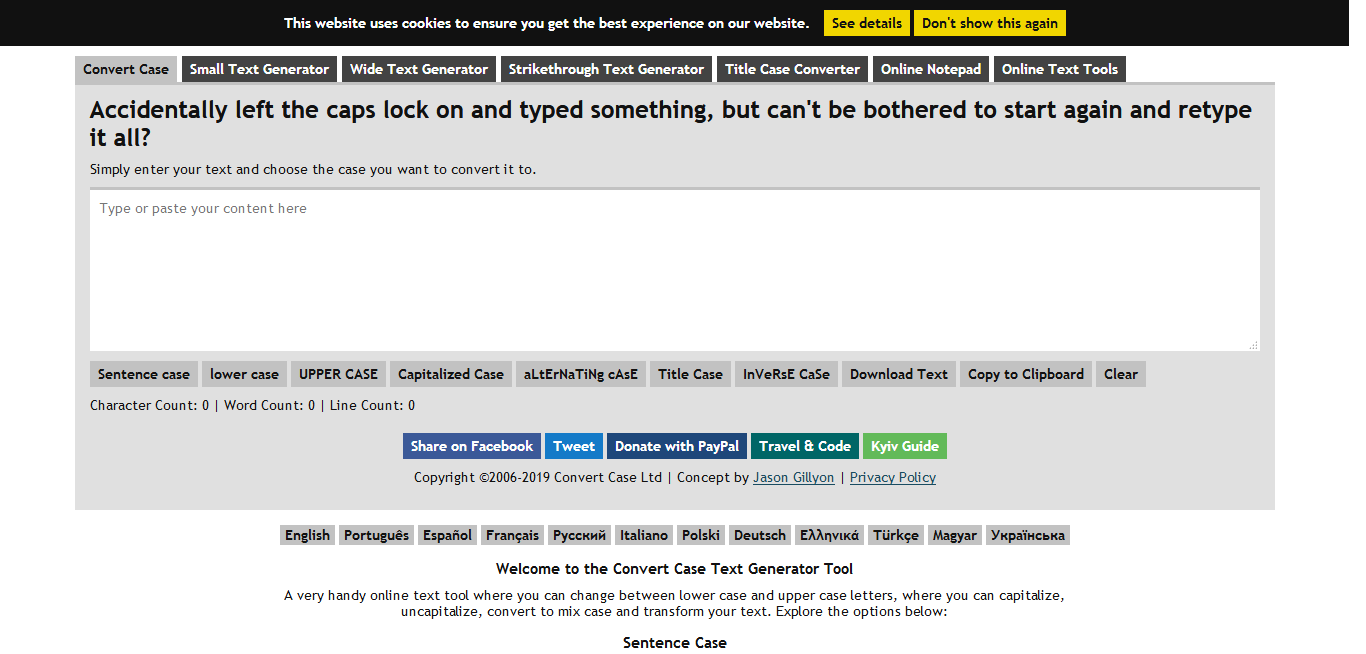 This website uses cookies to ensure you get the best experience on our website. See details Don't show this again
Convert Case Small Text Generator Wide Text Generator Strikethrough Text Generator Title Case Converter Online Notepad Online Text Tools
Accidentally left the caps lock on and typed something, but can't be bothered to start again and retype
it all?
Simply enter your text and choose the case you want to convert it to.
Type or paste your content here
Sentence case lower case UPPER CASE Capitalized Case aLtErNaTiNg cAsE Title Case InVeRsE CaSe Download Text Copy to Clipboard Clear
Character Count: 0 | Word Count: 0 | Line Count: 0
Share on Facebook Tweet Donate with PayPal Travel & Code Kyiv Guide
Copyright ©2006-2019 Convert Case Ltd | Concept by Jason Gillyon | Privacy Policy
English Português Español Français Русский Italiano Polski Deutsch Ελληνικά Türkçe Magyar Українська
Welcome to the Convert Case Text Generator Tool
A very handy online text tool where you can change between lower case and upper case letters, where you can capitalize,
uncapitalize, convert to mix case and transform your text. Explore the options below:
Sentence Case